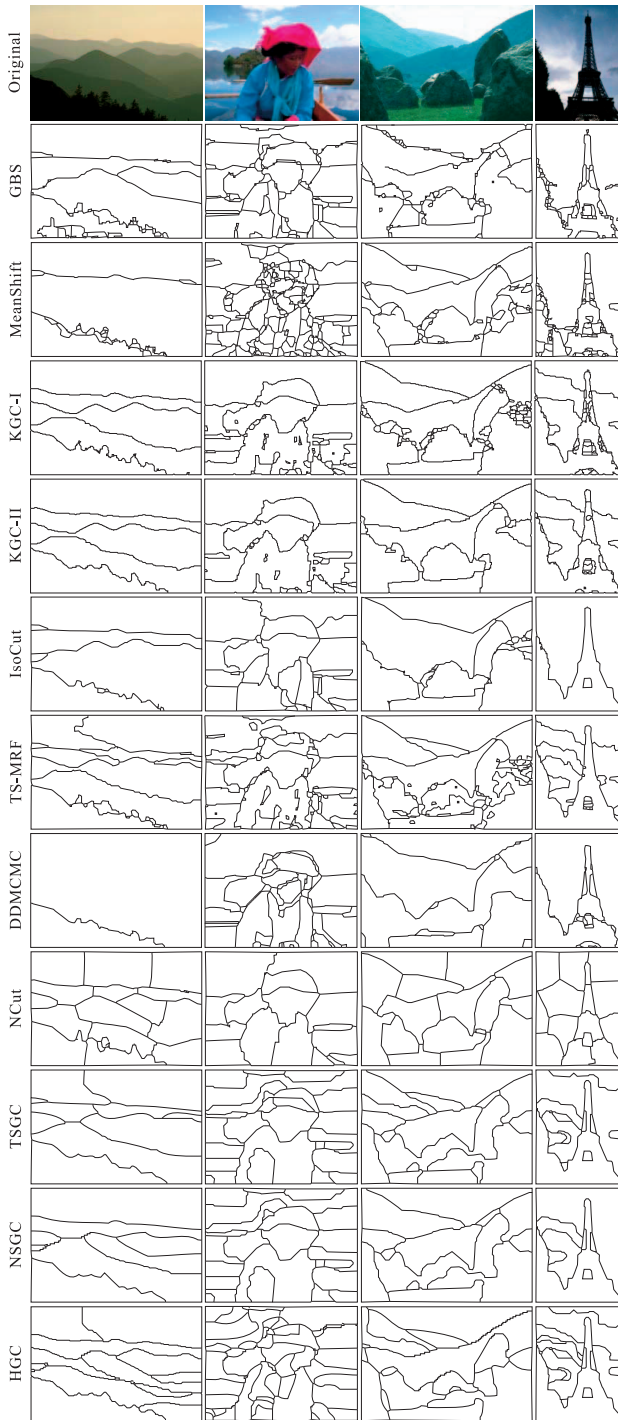 Original
GBS
MeanShift
KGC-I
KGC-II
IsoCut
TS-MRF
DDMCMC
NCut
TSGC
NSGC
HGC